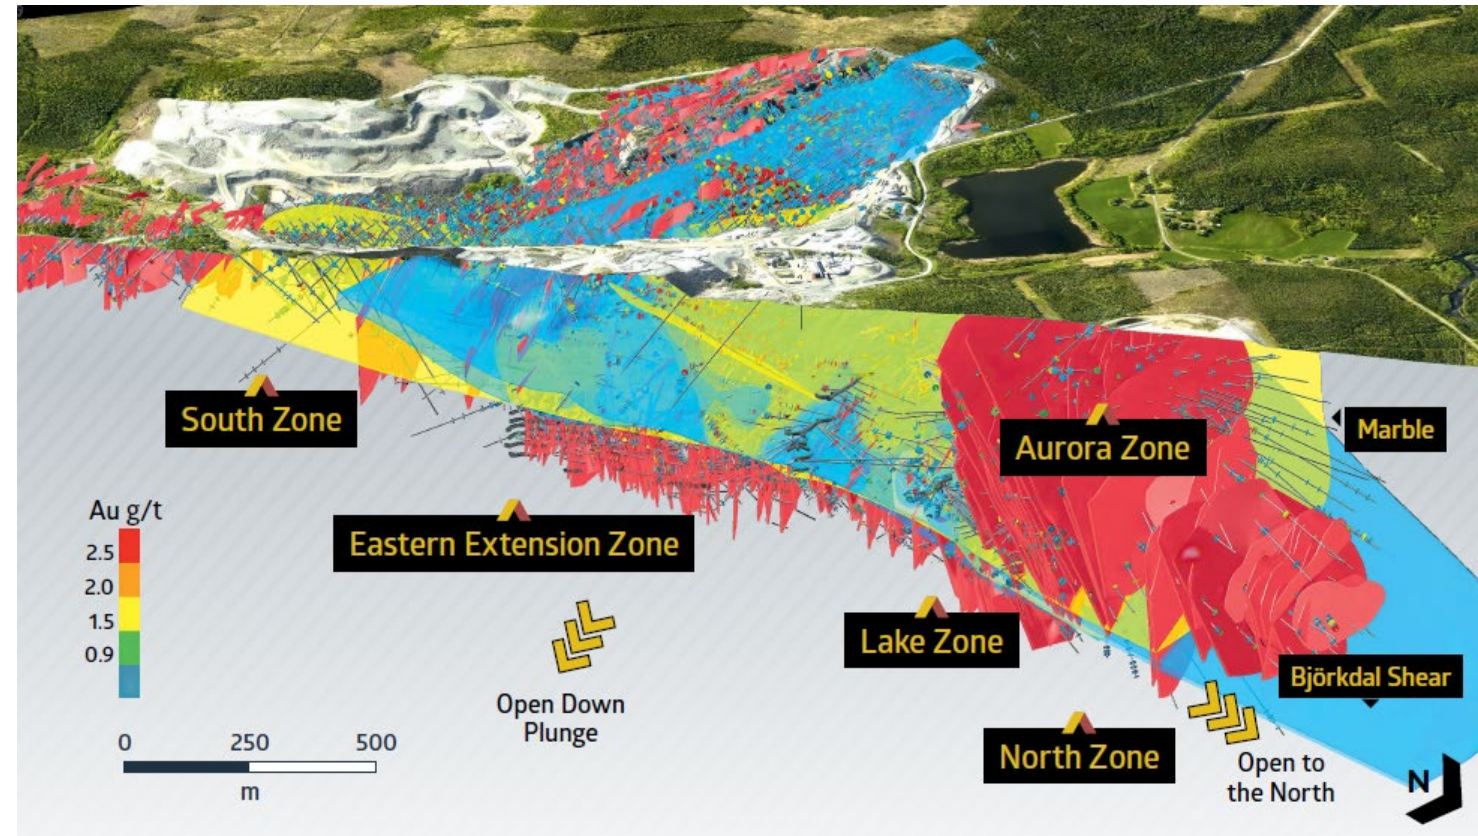 South Zone
Aurora Zone
Marble
Eastern Extension Zone
Au g/t
2.5
2.0
1.5
0.9
Lake Zone
Björkdal Shear
Open Down
Plunge
North Zone
Open to
the North
0 250 500
m
N